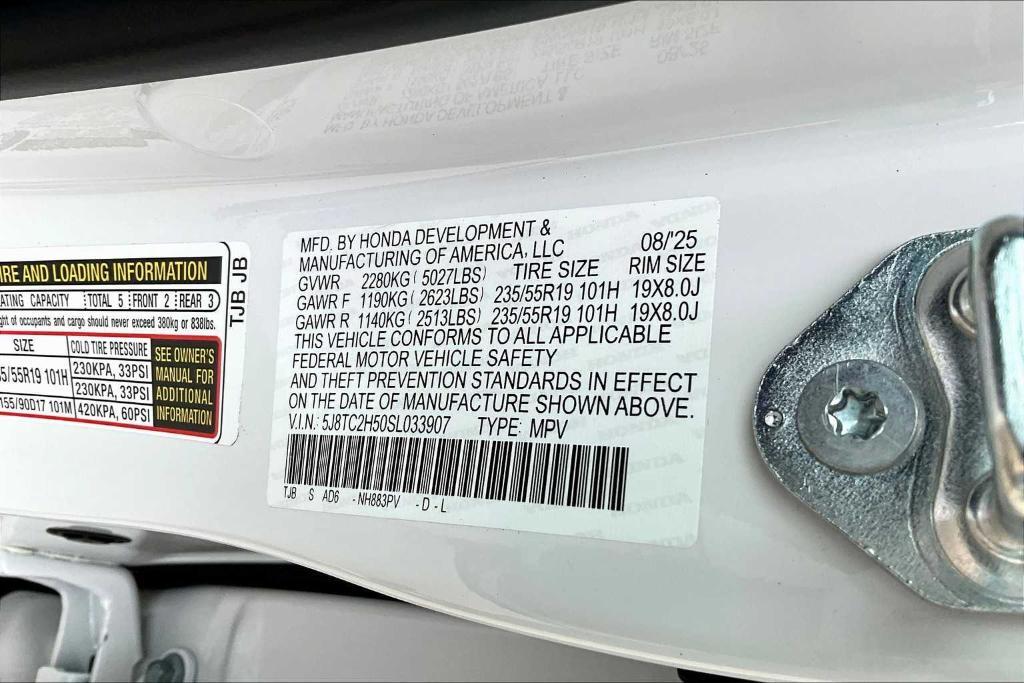 MFD. BY HONDA DEVELOPMENT &
MANUFACTURING OF AMERICA, LLC 08/'25
GVWR 2280KG (5027LBS) TIRE SIZE RIM SIZE
GAWR F 1190KG (2623LBS) 235/55R19 101H 19X8.0J
GAWR R 1140KG (2513LBS) 235/55R19 101H 19X8.0J
THIS VEHICLE CONFORMS TO ALL APPLICABLE
FEDERAL MOTOR VEHICLE SAFETY
AND THEFT PREVENTION STANDARDS IN EFFECT
ON THE DATE OF MANUFACTURE SHOWN ABOVE.
V.I.N.: 5J8TC2H50SL033907 TYPE: MPV
TJB S AD6 -NH883PV -D-L
IRE AND LOADING INFORMATION
ATING CAPACITY TOTAL 5 FRONT 2 REAR 3
ght of occupants and cargo should never exceed 380kg or 838lbs.
SIZE COLD TIRE PRESSURE
5/55R19 101H 230KPA, 33PSI
230KPA, 33PSI
155/90D17 101M 420KPA, 60PSI
SEE OWNER'S
MANUAL FOR
ADDITIONAL
INFORMATION
TJB JB